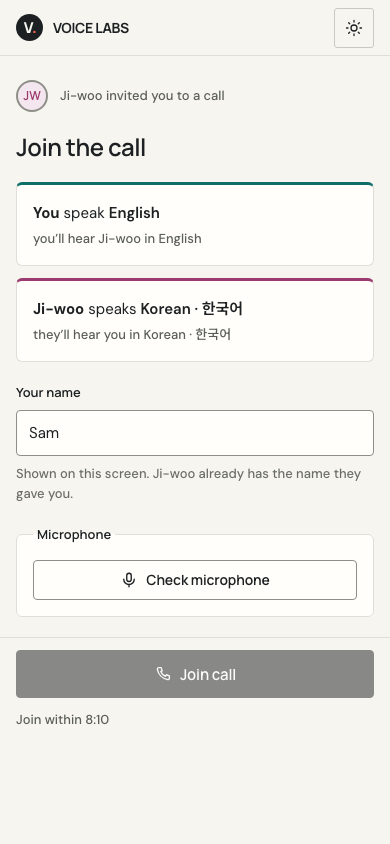 V.
VOICE LABS
JW
Ji-woo invited you to a call
Join the call
You speak English
you’ll hear Ji-woo in English
Ji-woo speaks Korean · 한국어
they’ll hear you in Korean · 한국어
Your name
Sam
Shown on this screen. Ji-woo already has the name they
gave you.
Microphone
Check microphone
Join call
Join within 8:10